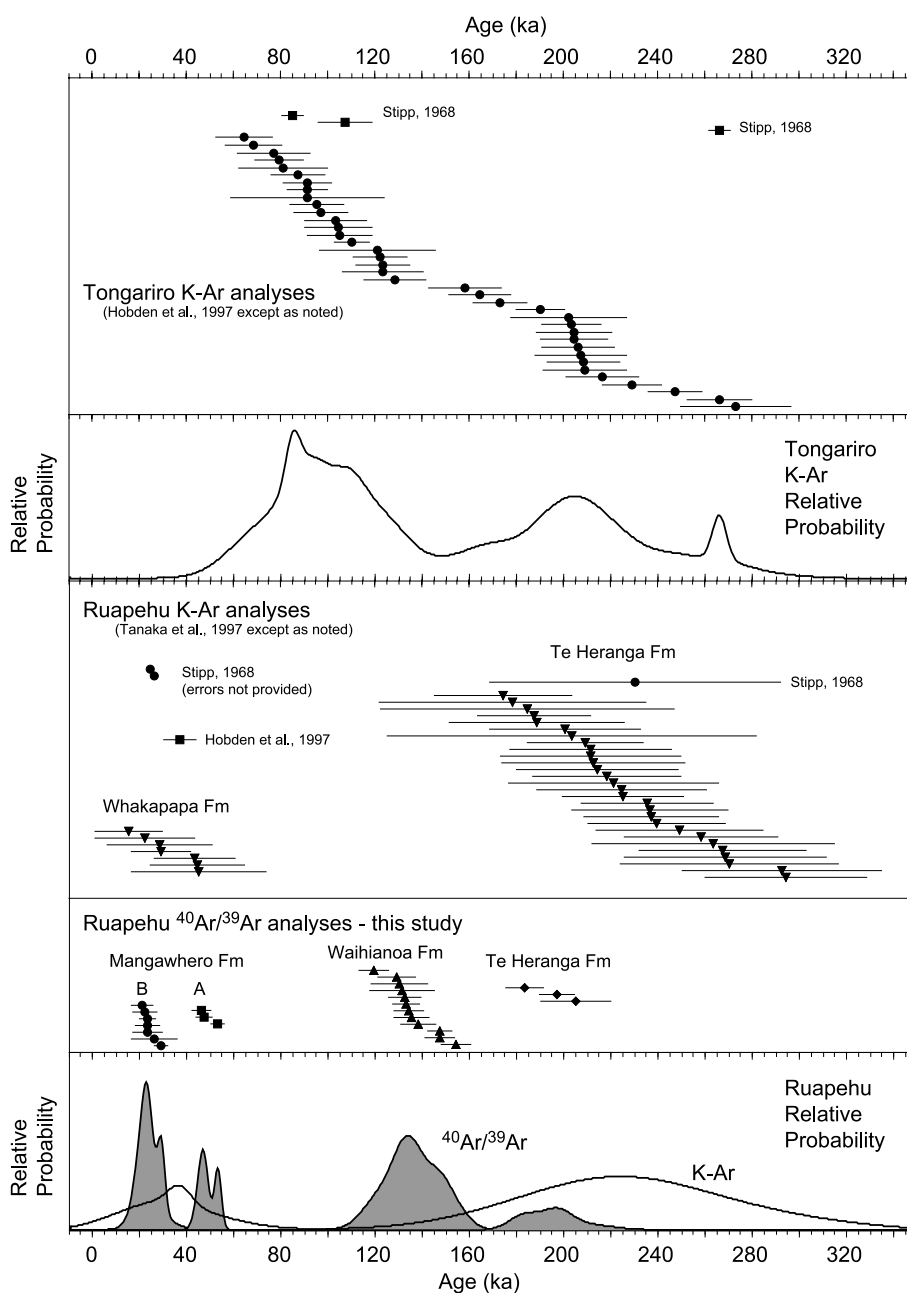 Age (ka)
0 40 80 120 160 200 240 280 320
Stipp, 1968
Stipp, 1968
Tongariro K-Ar analyses
(Hobden et al., 1997 except as noted)
Relative
Probability
Tongariro
K-Ar
Relative
Probability
Ruapehu K-Ar analyses
(Tanaka et al., 1997 except as noted)
Stipp, 1968
(errors not provided)
Te Heranga Fm
Stipp, 1968
Hobden et al., 1997
Whakapapa Fm
Ruapehu ⁴⁰Ar/³⁹Ar analyses - this study
Mangawhero Fm
B A
Waihianoa Fm
Te Heranga Fm
Relative
Probability
⁴⁰Ar/³⁹Ar
K-Ar
Ruapehu
Relative
Probability
0 40 80 120 160 200 240 280 320
Age (ka)